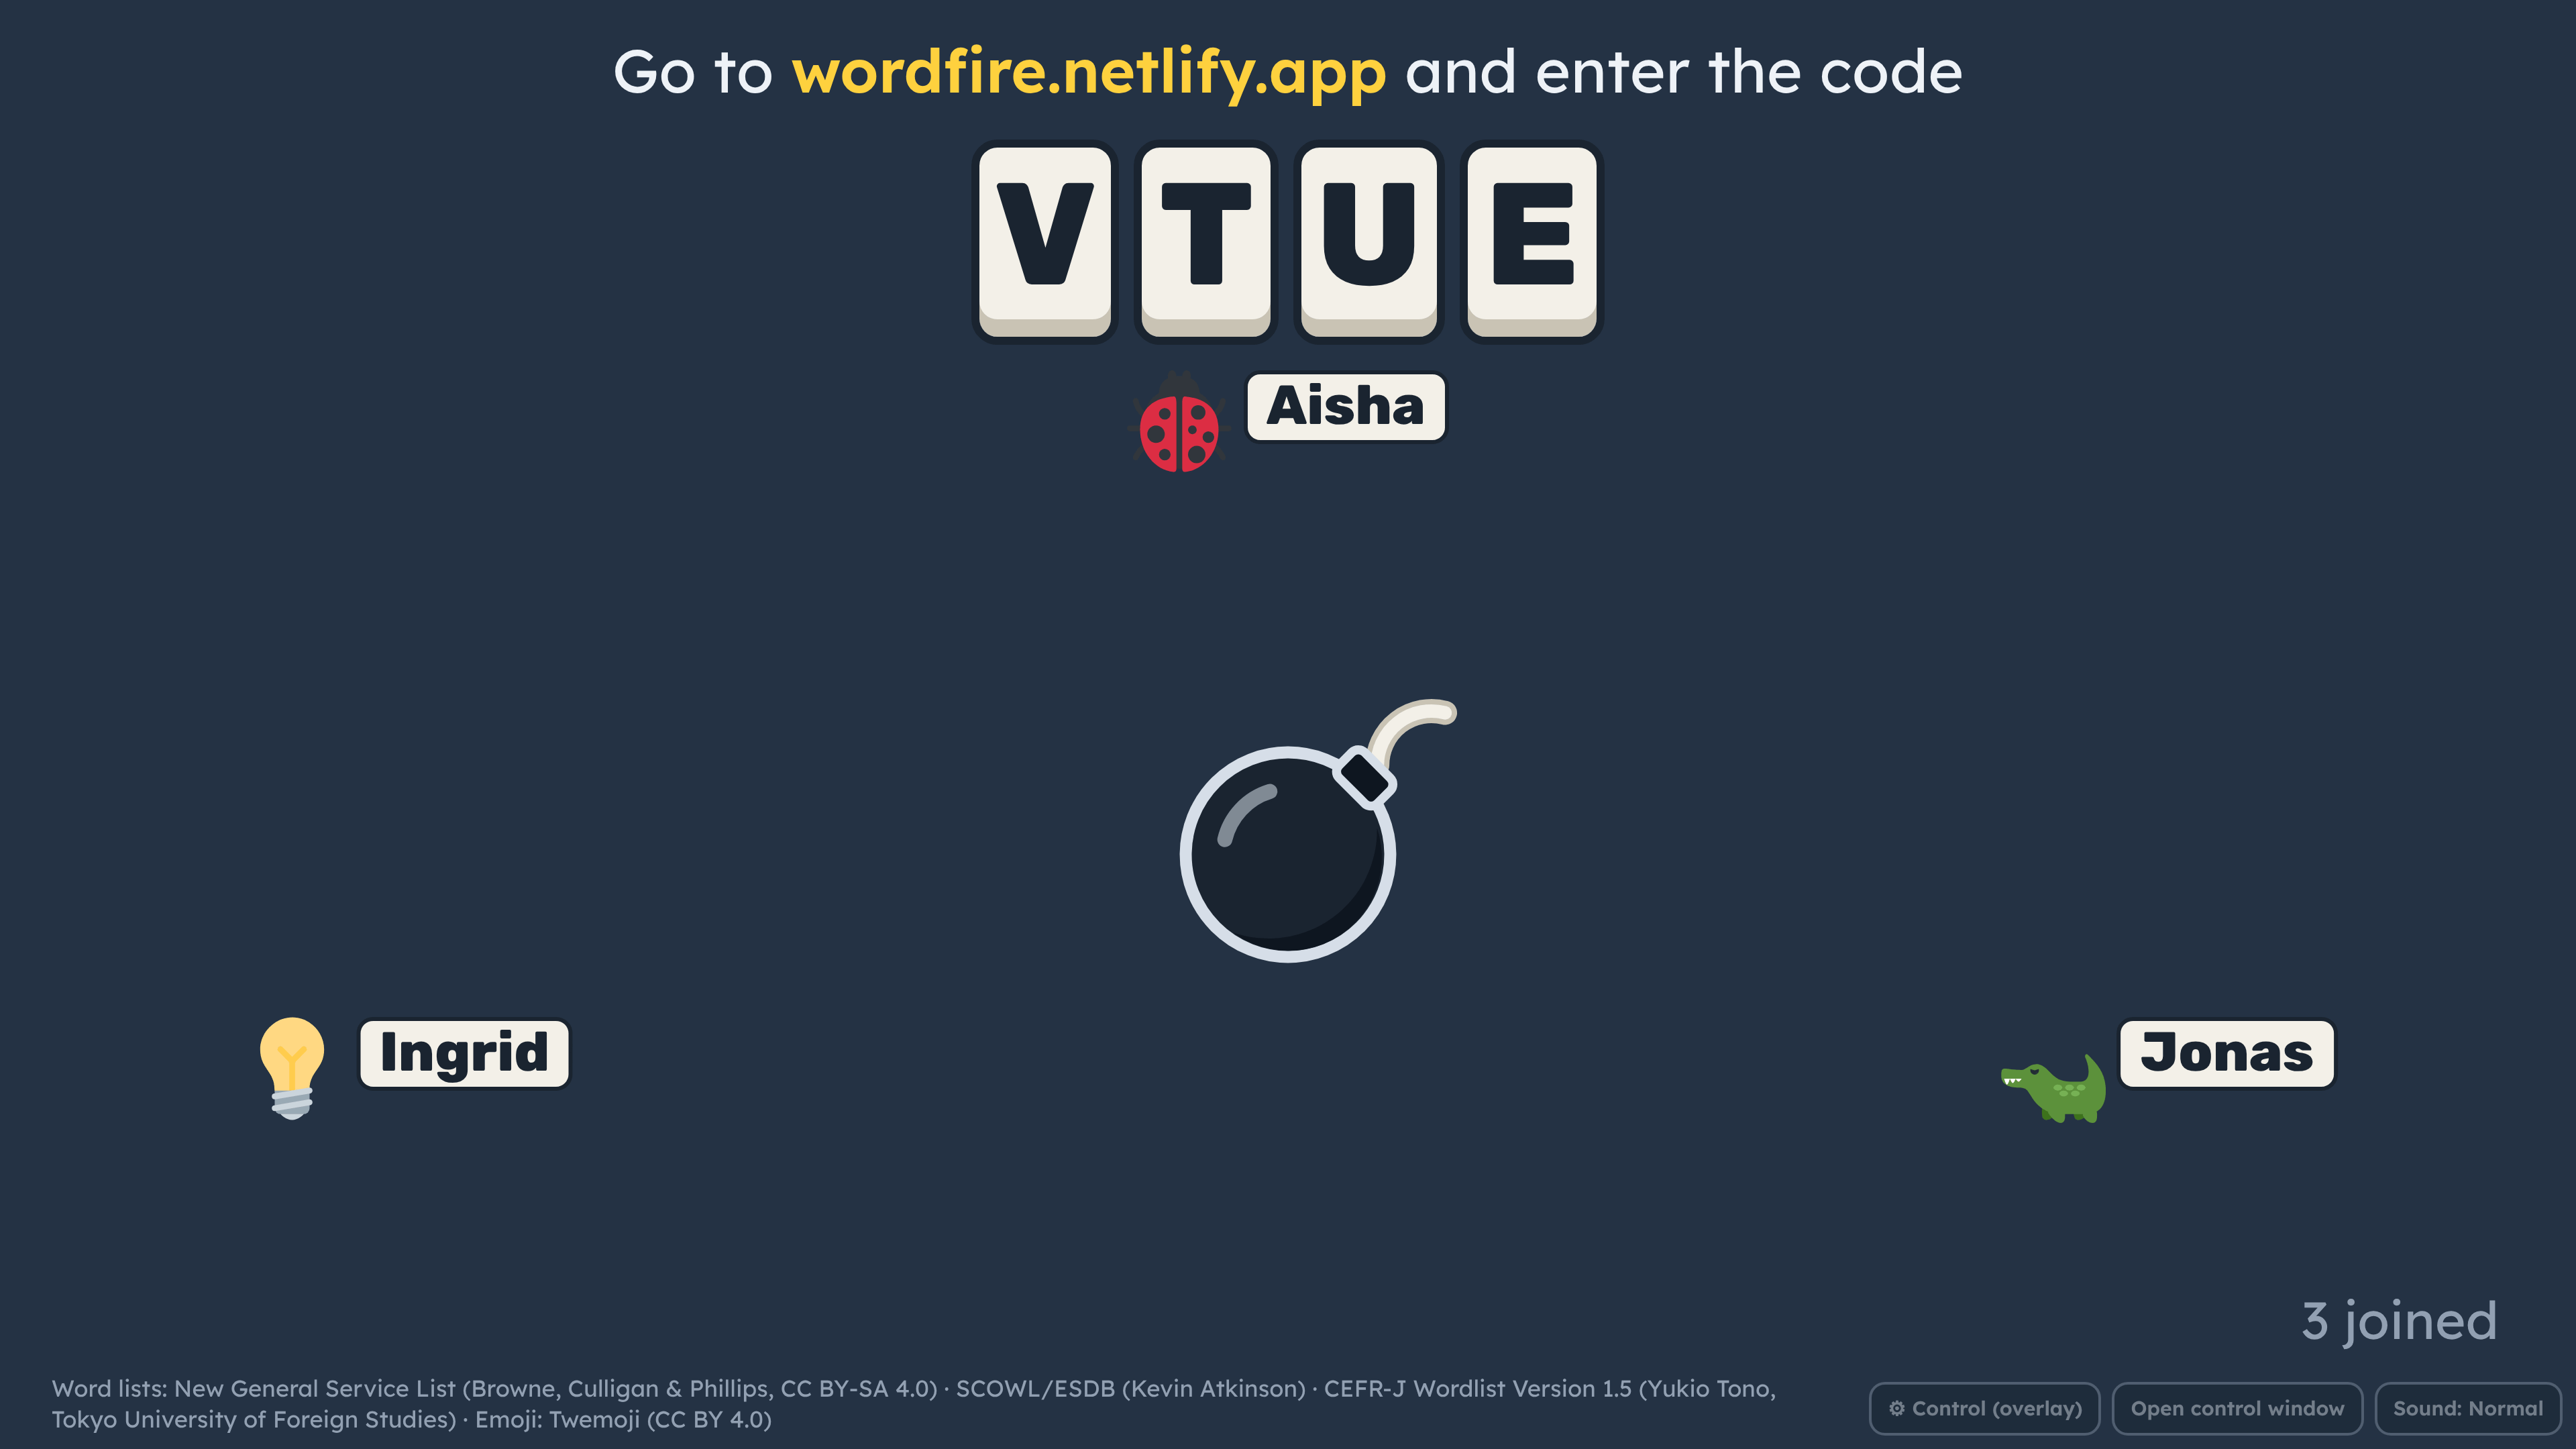 Go to wordfire.netlify.app and enter the code
VTUE
Aisha
Ingrid
Jonas
3 joined
Word lists: New General Service List (Browne, Culligan & Phillips, CC BY-SA 4.0) · SCOWL/ESDB (Kevin Atkinson) · CEFR-J Wordlist Version 1.5 (Yukio Tono,
Tokyo University of Foreign Studies) · Emoji: Twemoji (CC BY 4.0)
⚙ Control (overlay)
Open control window
Sound: Normal